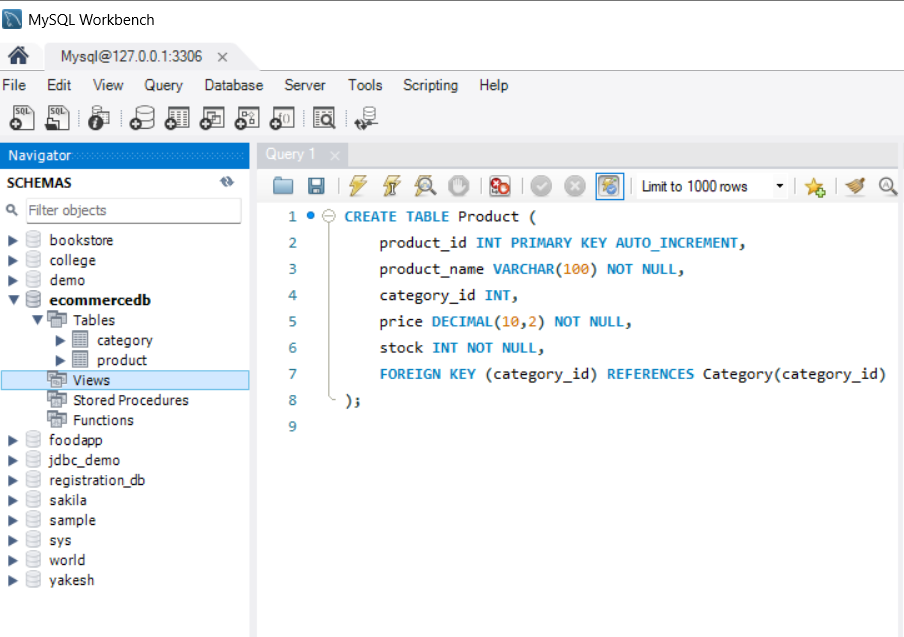 MySQL Workbench
Mysql@127.0.0.1:3306
File Edit View Query Database Server Tools Scripting Help
SQL SQL
Navigator
SCHEMAS
Filter objects
bookstore
college
demo
ecommercedb
Tables
category
product
Views
Stored Procedures
Functions
foodapp
jdbc_demo
registration_db
sakila
sample
sys
world
yakesh
Query 1
Limit to 1000 rows
1 CREATE TABLE Product (
2 product_id INT PRIMARY KEY AUTO_INCREMENT,
3 product_name VARCHAR(100) NOT NULL,
4 category_id INT,
5 price DECIMAL(10,2) NOT NULL,
6 stock INT NOT NULL,
7 FOREIGN KEY (category_id) REFERENCES Category(category_id)
8 );
9